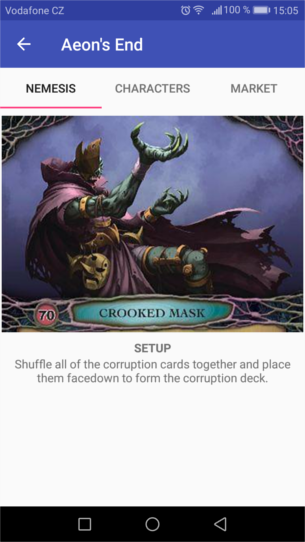 Vodafone CZ 100 % 15:05
Aeon's End
NEMESIS CHARACTERS MARKET
70 CROOKED MASK
SETUP
Shuffle all of the corruption cards together and place
them facedown to form the corruption deck.